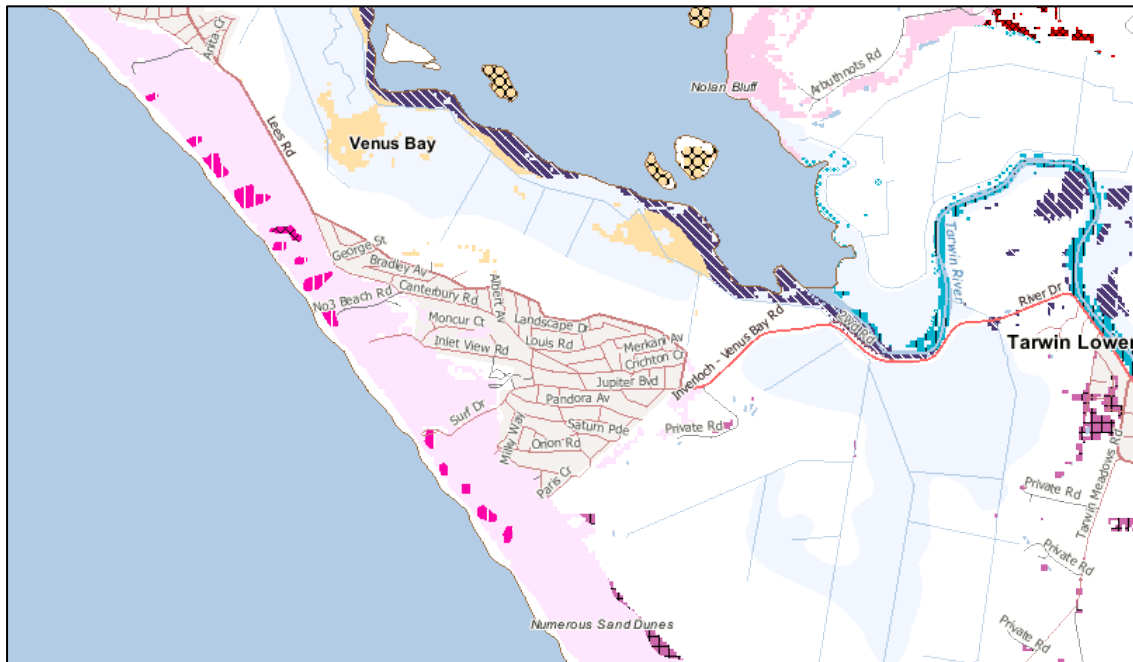 Anita Cr
Arbuthnots Rd
Nolan Bluff
Lees Rd
Venus Bay
Tarwin River
George St
Bradley Av
Albert Av
No3 Beach Rd
Canterbury Rd
River Dr
Moncur Ct
Landscape Dr
Inverloch - Venus Bay Rd
Louis Rd
Merkan Av
Tarwin Lower
Inlet View Rd
Crichton Cr
Jupiter Bvd
Pandora Av
Surf Dr
Milky Way
Saturn Pde
Private Rd
Orion Rd
Paris Cr
Private Rd
Tarwin Meadows Rd
Private Rd
Numerous Sand Dunes
Private Rd